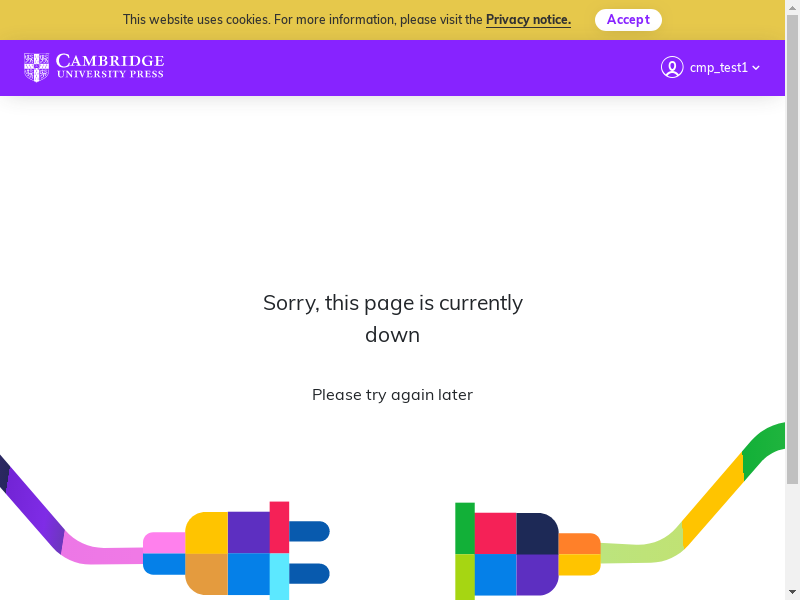 This website uses cookies. For more information, please visit the Privacy notice. Accept
CAMBRIDGE
UNIVERSITY PRESS
cmp_test1
Sorry, this page is currently
down
Please try again later